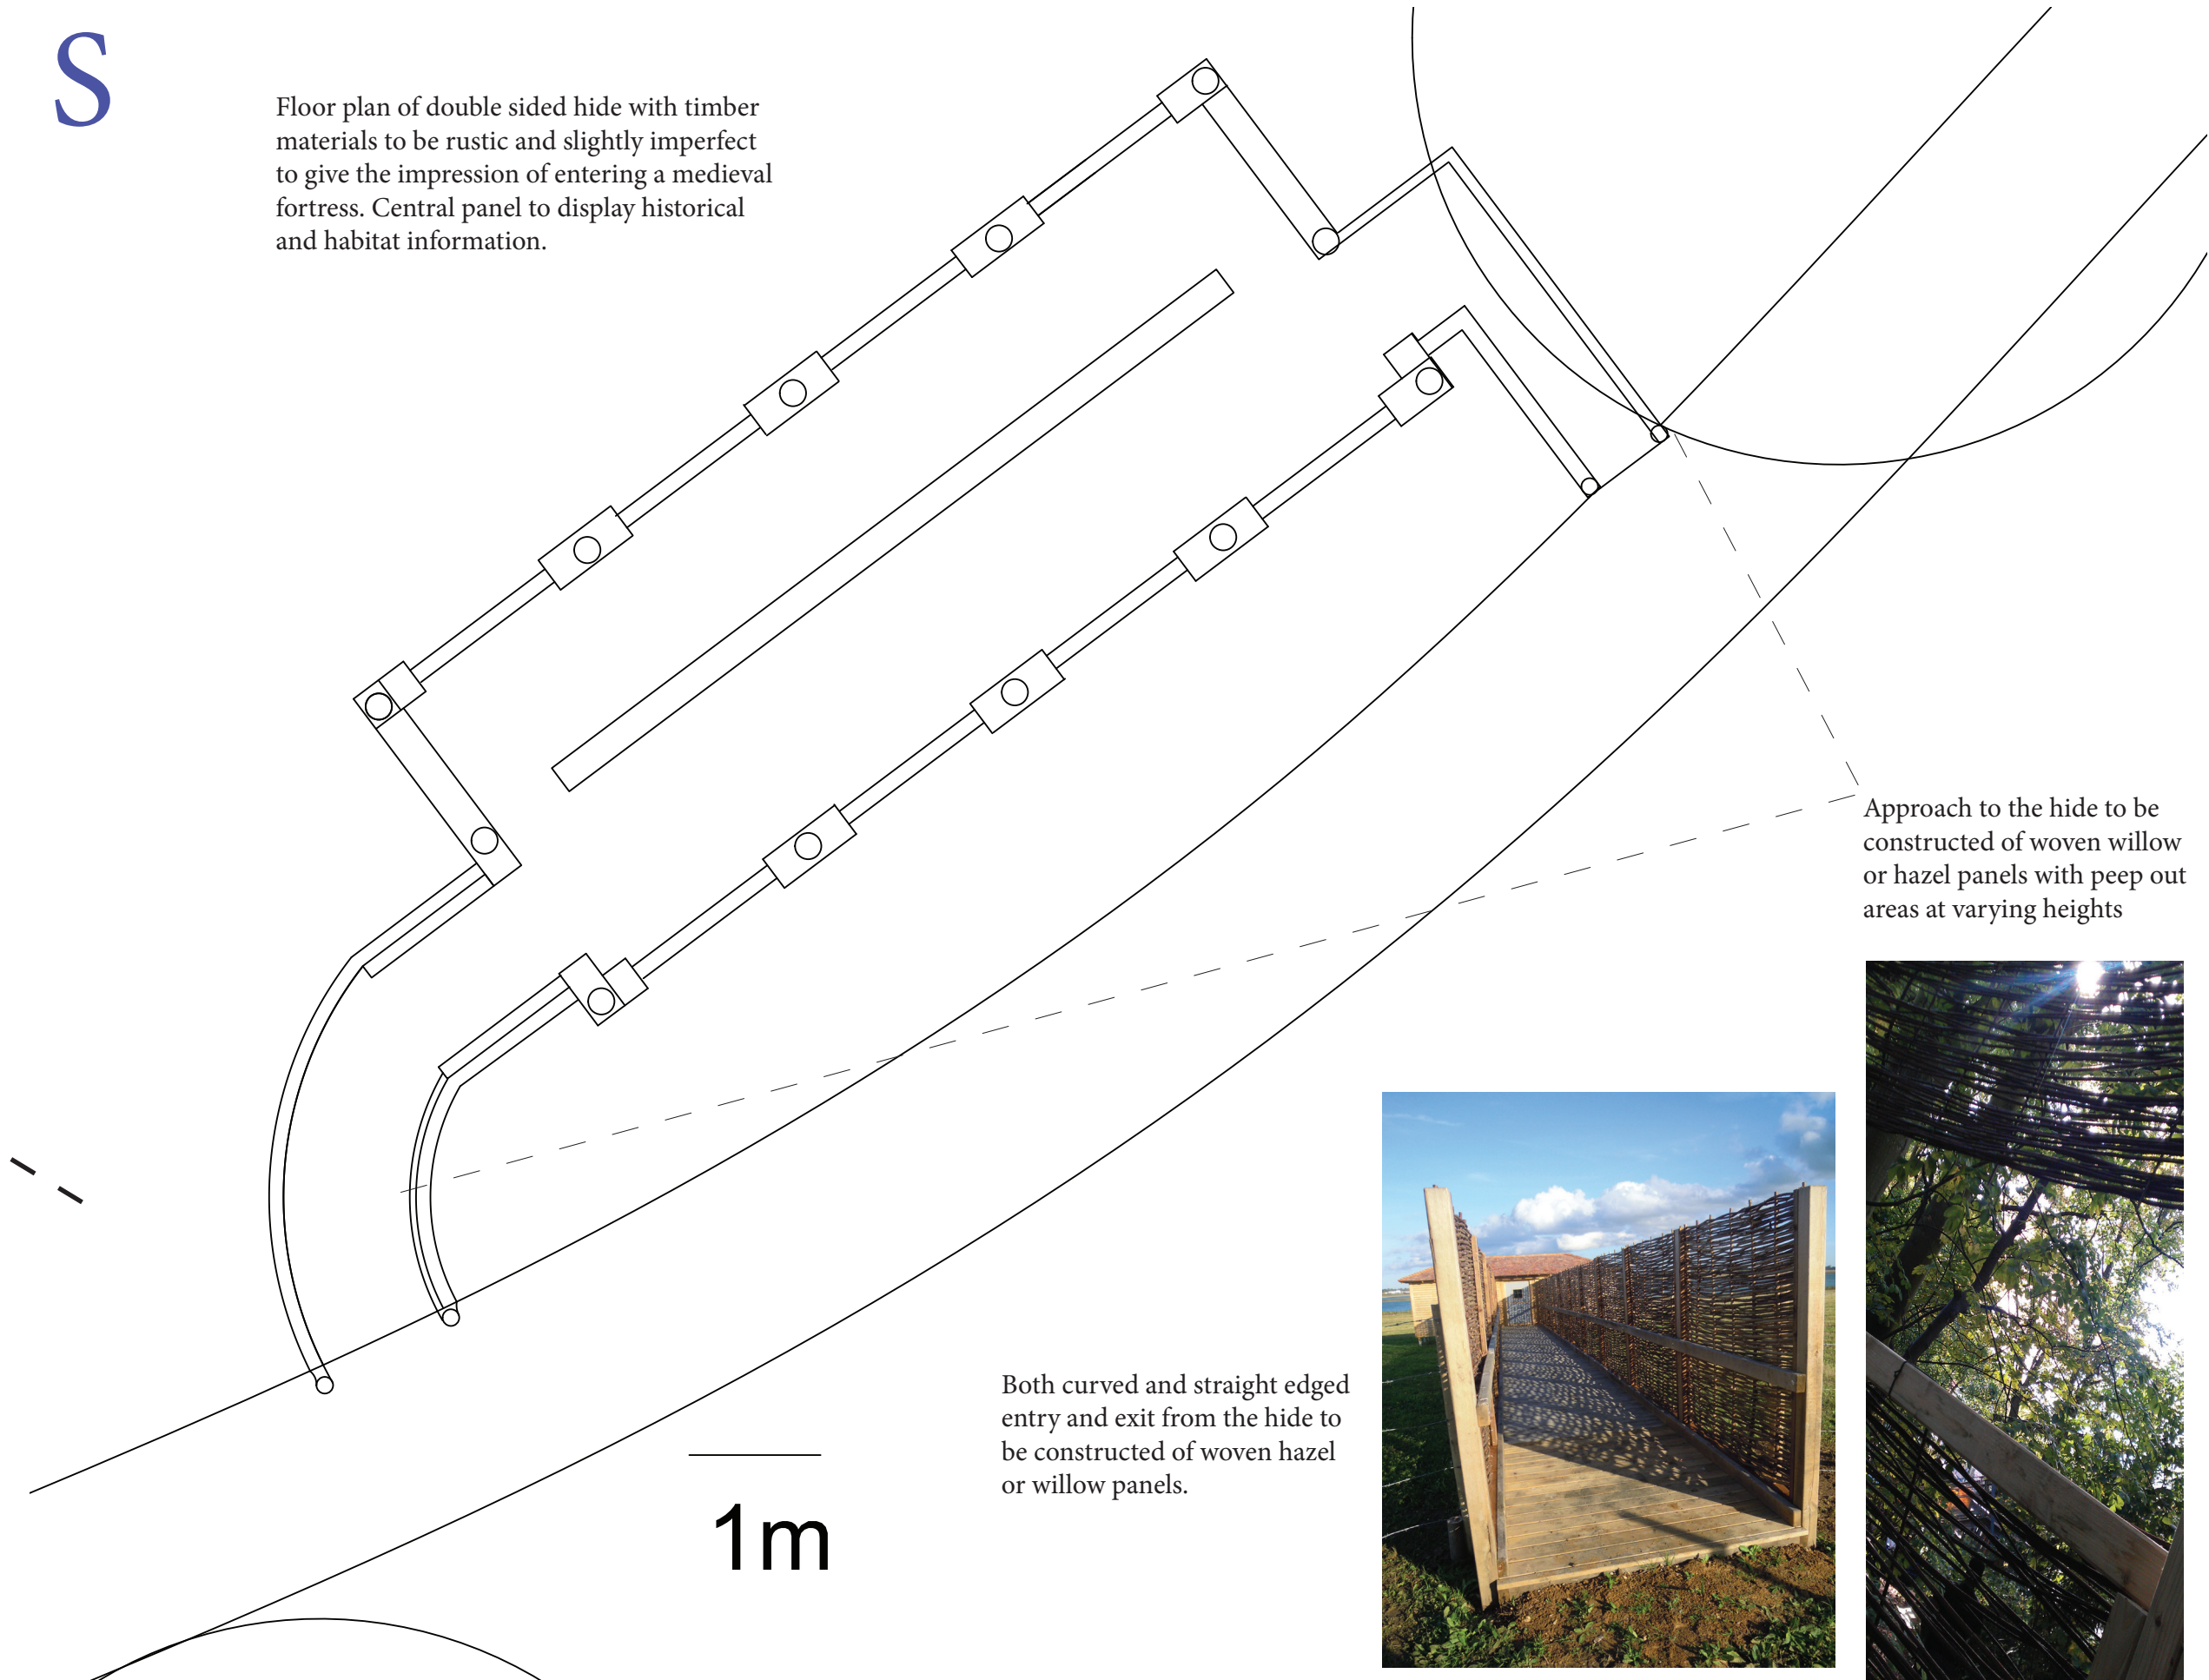 S
Floor plan of double sided hide with timber
materials to be rustic and slightly imperfect
to give the impression of entering a medieval
fortress. Central panel to display historical
and habitat information.
Approach to the hide to be
constructed of woven willow
or hazel panels with peep out
areas at varying heights
Both curved and straight edged
entry and exit from the hide to
be constructed of woven hazel
or willow panels.
1m